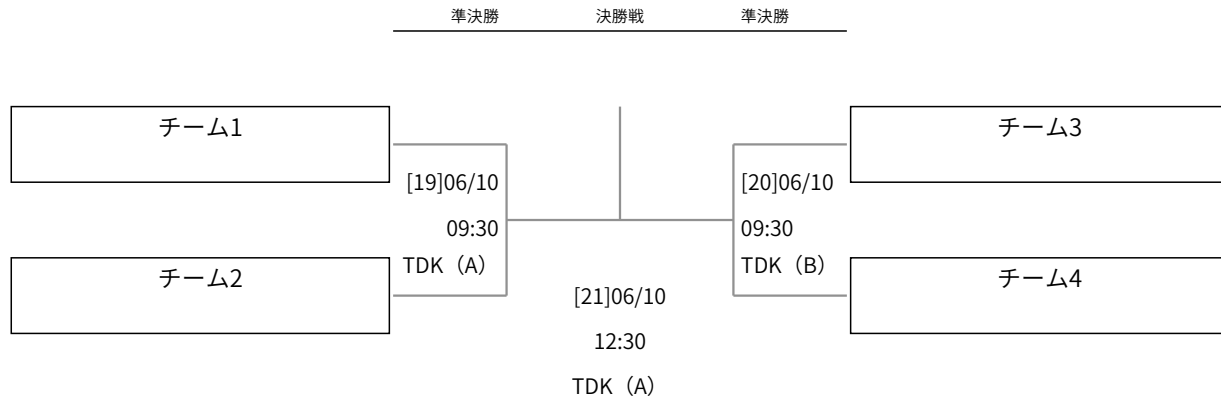 準決勝 決勝戦 準決勝
チーム1
チーム3
[19]06/10
09:30
TDK（A）
[20]06/10
09:30
TDK（B）
チーム2
チーム4
[21]06/10
12:30
TDK（A）